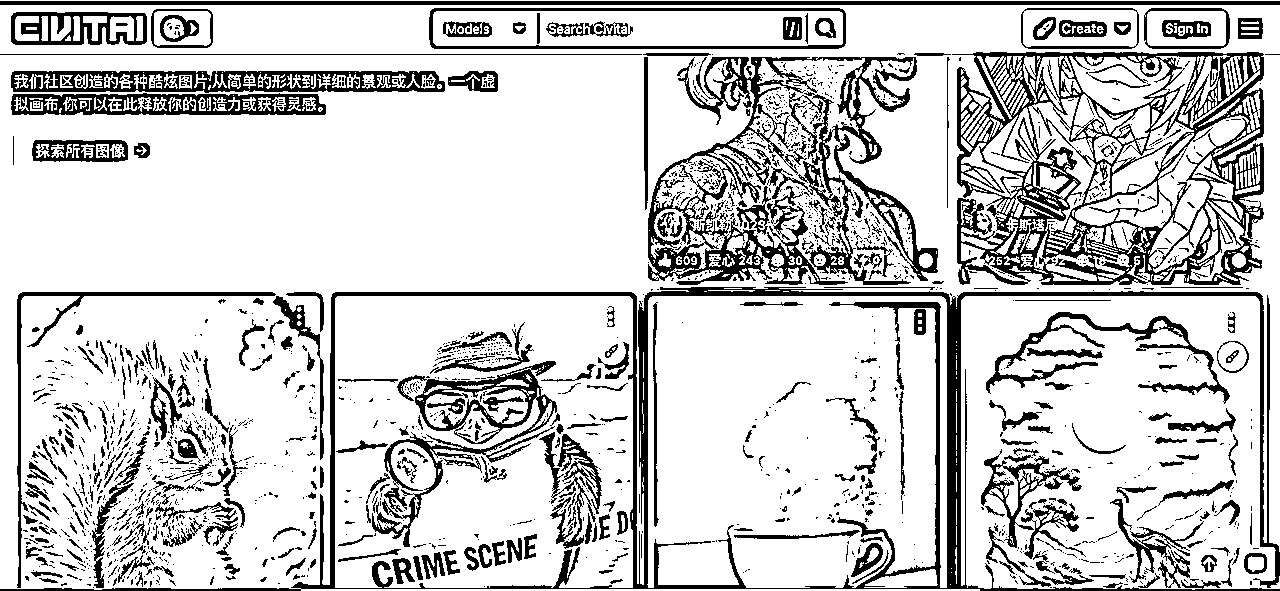 CIVITAI
Models
Search Civitai
Create
Sign In
我们社区创造的各种酷炫图片,从简单的形状到详细的景观或人脸。一个虚
拟画布,你可以在此释放你的创造力或获得灵感。
探索所有图像
609 爱心 243 30 28
CRIME SCENE